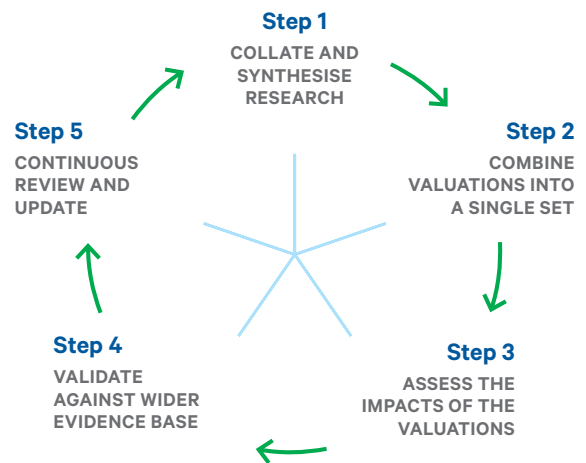 Step 1
COLLATE AND
SYNTHESISE
RESEARCH
Step 2
COMBINE
VALUATIONS INTO
A SINGLE SET
Step 3
ASSESS THE
IMPACTS OF THE
VALUATIONS
Step 4
VALIDATE
AGAINST WIDER
EVIDENCE BASE
Step 5
CONTINUOUS
REVIEW AND
UPDATE